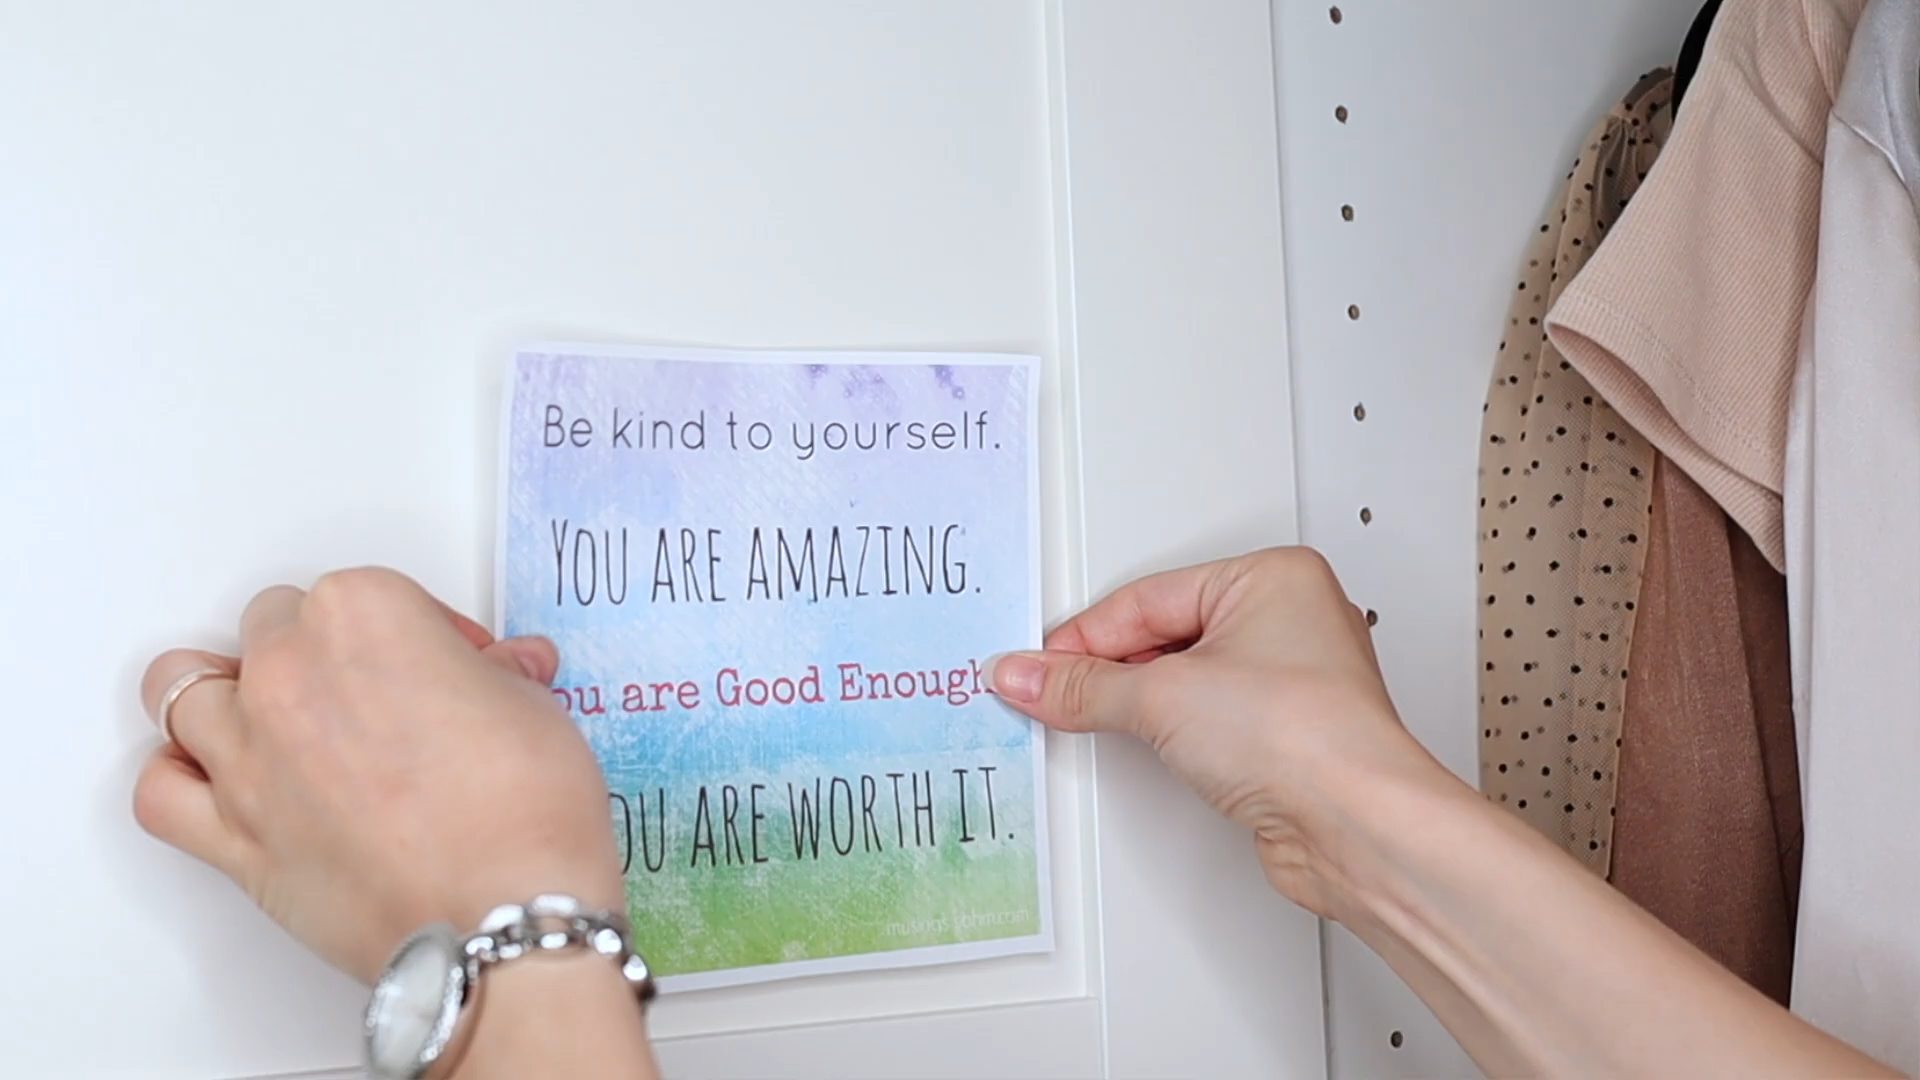 Be kind to yourself.
YOU ARE AMAZING.
ou are Good Enough
OU ARE WORTH IT.